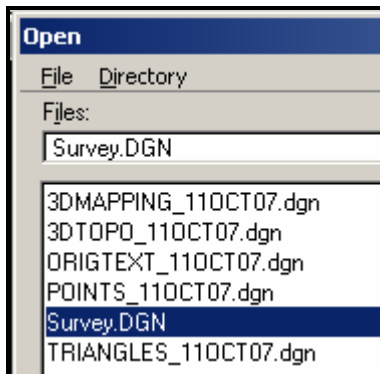 Open
File Directory
Files:
Survey.DGN
3DMAPPING_11OCT07.dgn
3DTOPO_11OCT07.dgn
ORIGTEXT_11OCT07.dgn
POINTS_11OCT07.dgn
Survey.DGN
TRIANGLES_11OCT07.dgn